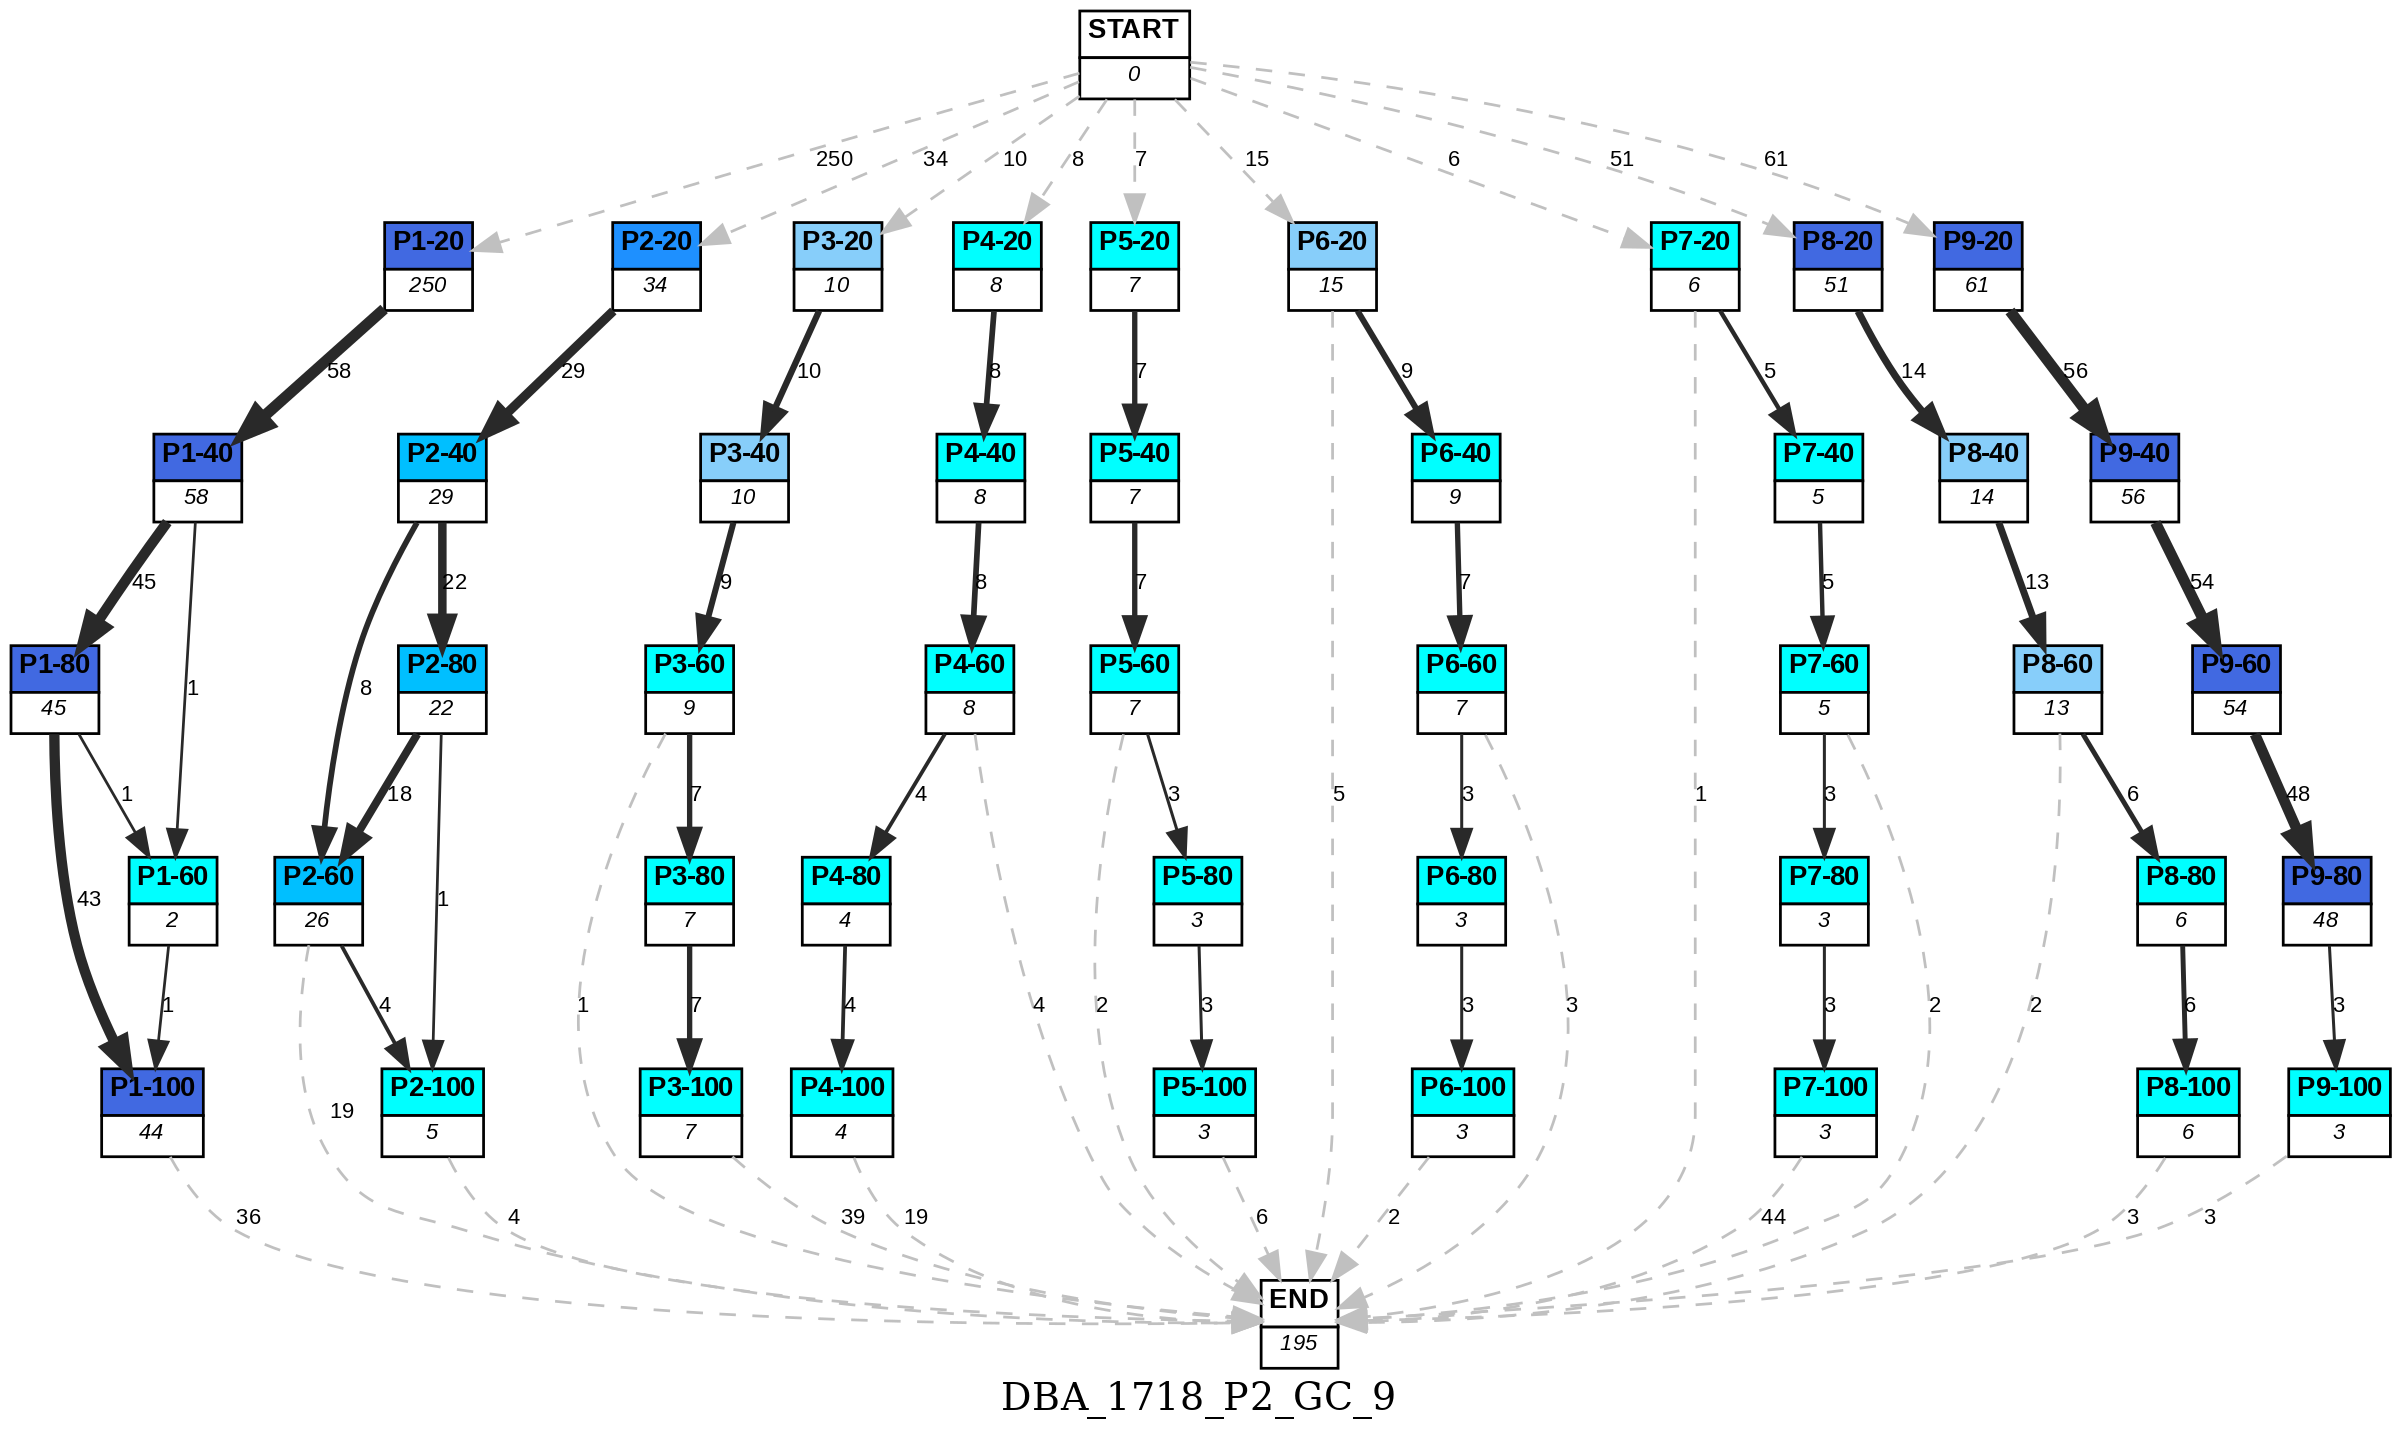 START
0
250
34
10
8
7
15
6
51
61
P1-20
250
P2-20
34
P3-20
10
P4-20
8
P5-20
7
P6-20
15
P7-20
6
P8-20
51
P9-20
61
58
29
10
8
7
9
5
14
56
P1-40
58
P2-40
29
P3-40
10
P4-40
8
P5-40
7
P6-40
9
P7-40
5
P8-40
14
P9-40
56
45
22
9
8
7
7
5
13
54
P1-80
45
1
8
P2-80
22
P3-60
9
P4-60
8
P5-60
7
P6-60
7
P7-60
5
P8-60
13
P9-60
54
1
18
7
4
3
5
3
1
3
6
48
43
P1-60
2
P2-60
26
1
P3-80
7
P4-80
4
P5-80
3
P6-80
3
P7-80
3
P8-80
6
P9-80
48
1
4
1
7
4
4
2
3
3
3
3
2
2
6
3
P1-100
44
19
P2-100
5
P3-100
7
P4-100
4
P5-100
3
P6-100
3
P7-100
3
P8-100
6
P9-100
3
36
4
39
19
6
2
44
3
3
END
195
DBA_1718_P2_GC_9